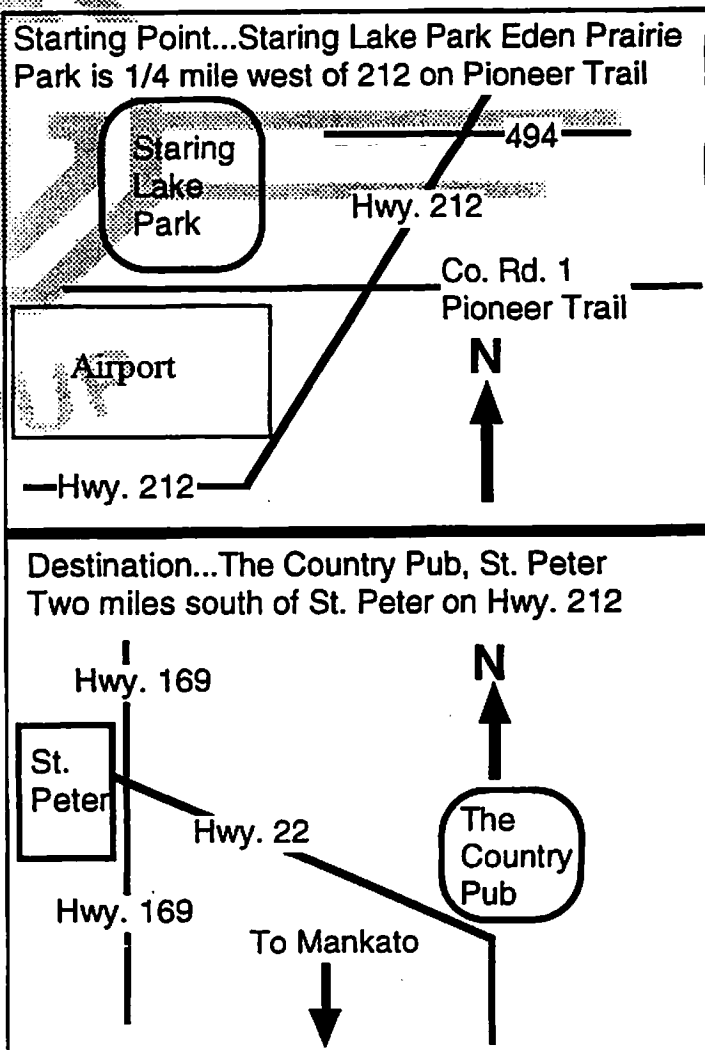 Starting Point...Staring Lake Park Eden Prairie
Park is 1/4 mile west of 212 on Pioneer Trail
Staring
Lake
Park
494
Hwy. 212
Co. Rd. 1
Pioneer Trail
Airport
N
Hwy. 212
Destination...The Country Pub, St. Peter
Two miles south of St. Peter on Hwy. 212
N
Hwy. 169
St.
Peter
Hwy. 22
The
Country
Pub
Hwy. 169
To Mankato